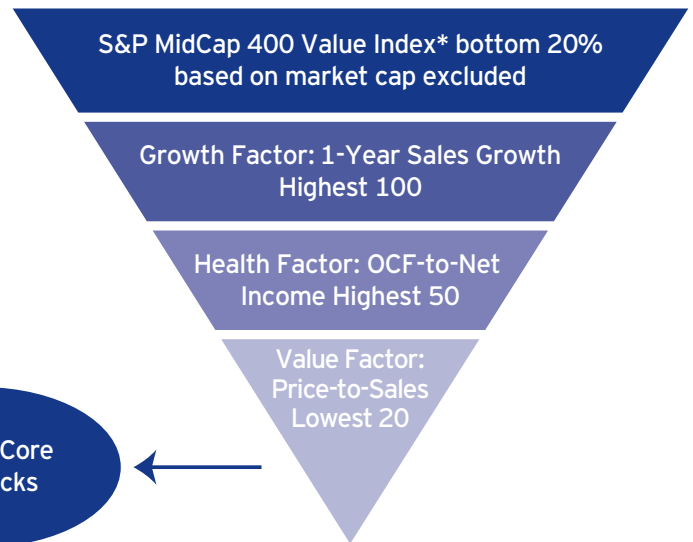 S&P MidCap 400 Value Index* bottom 20%
based on market cap excluded
Growth Factor: 1-Year Sales Growth
Highest 100
Health Factor: OCF-to-Net
Income Highest 50
Value Factor:
Price-to-Sales
Lowest 20
Core
cks